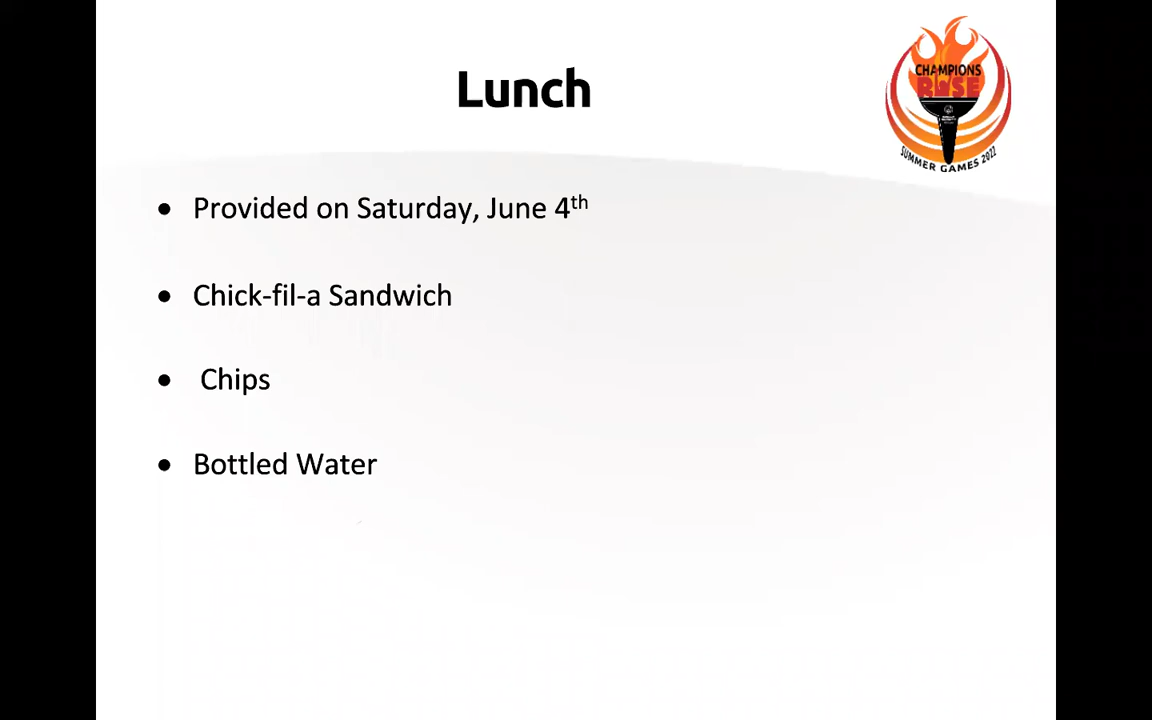 Lunch
CHAMPIONS
RISE
SUMMER GAMES 2022
• Provided on Saturday, June 4th
• Chick-fil-a Sandwich
• Chips
• Bottled Water